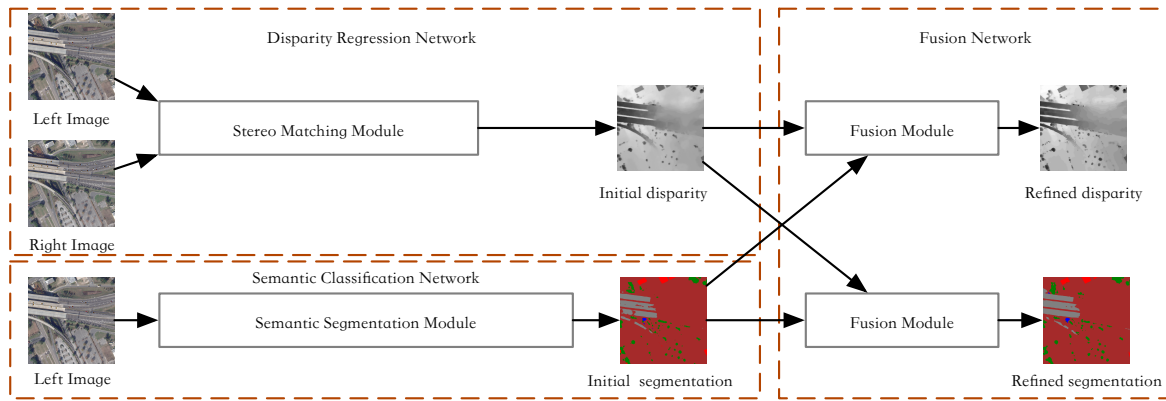 Disparity Regression Network
Fusion Network
Left Image
Stereo Matching Module
Fusion Module
Initial disparity
Refined disparity
Right Image
Semantic Classification Network
Semantic Segmentation Module
Fusion Module
Left Image
Initial segmentation
Refined segmentation